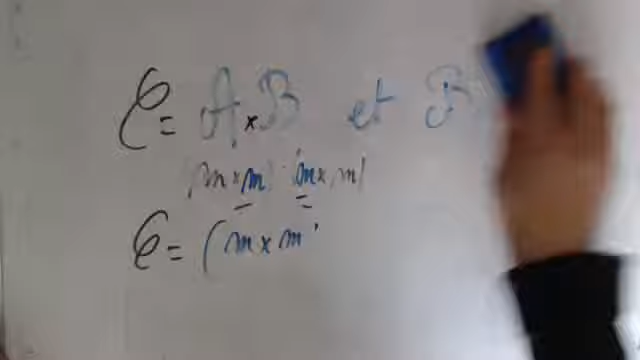 C = A × B et B
(m × m) (m × m)
C = (m × m